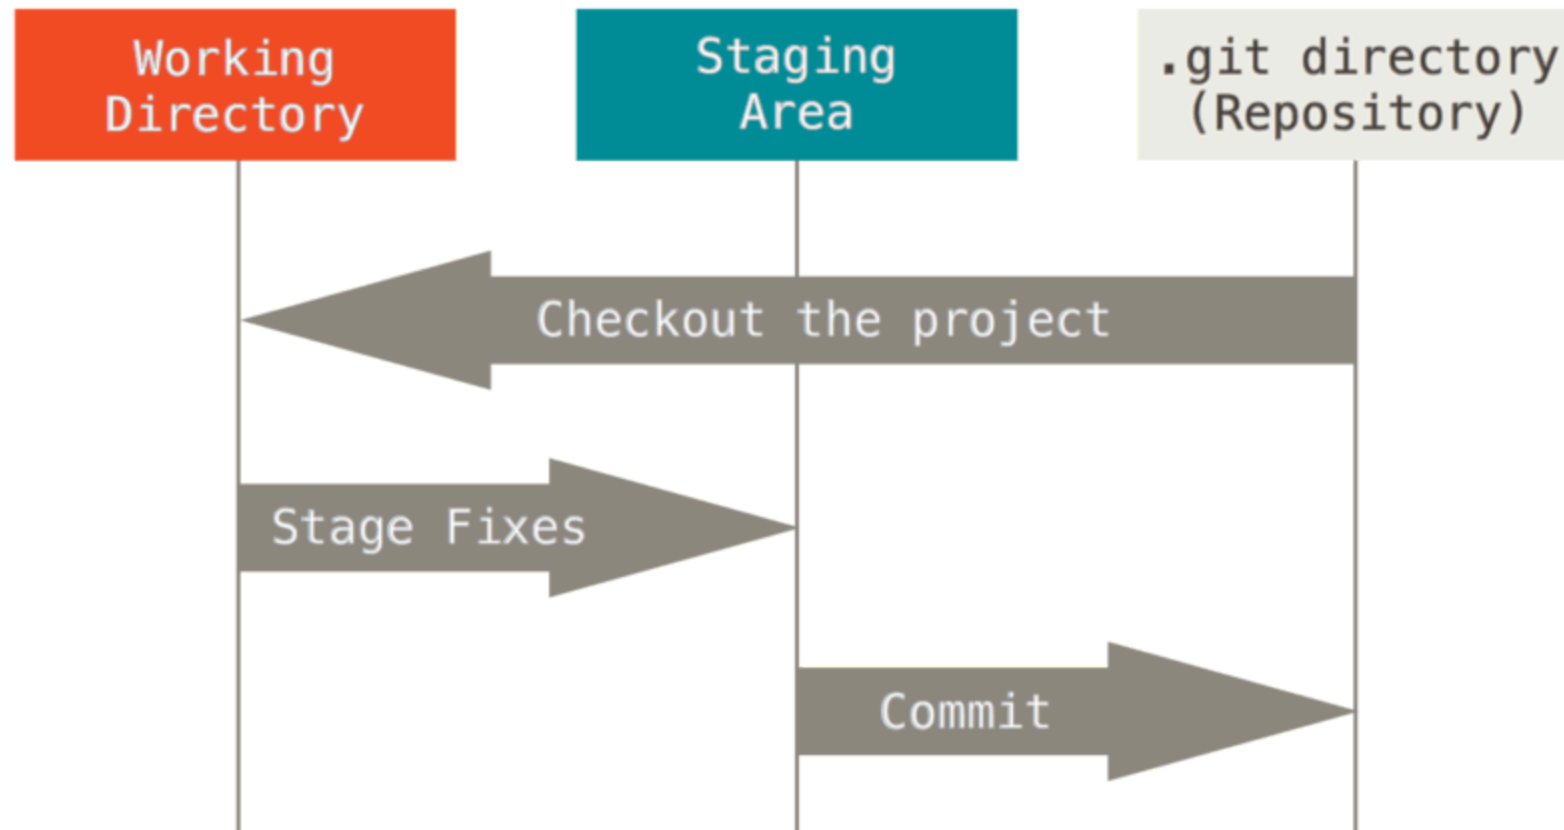 Working
Directory
Staging
Area
.git directory
(Repository)
Checkout the project
Stage Fixes
Commit